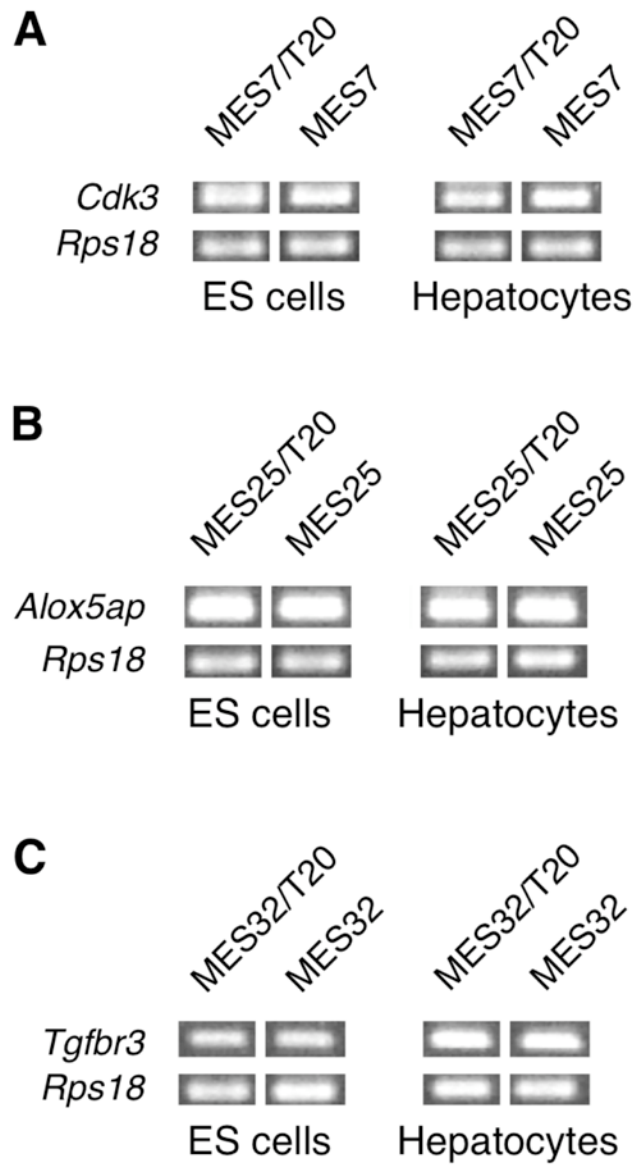 A
MES7/T20 MES7 MES7/T20 MES7
Cdk3
Rps18
ES cells Hepatocytes
B
MES25/T20 MES25 MES25/T20 MES25
Alox5ap
Rps18
ES cells Hepatocytes
C
MES32/T20 MES32 MES32/T20 MES32
Tgfbr3
Rps18
ES cells Hepatocytes